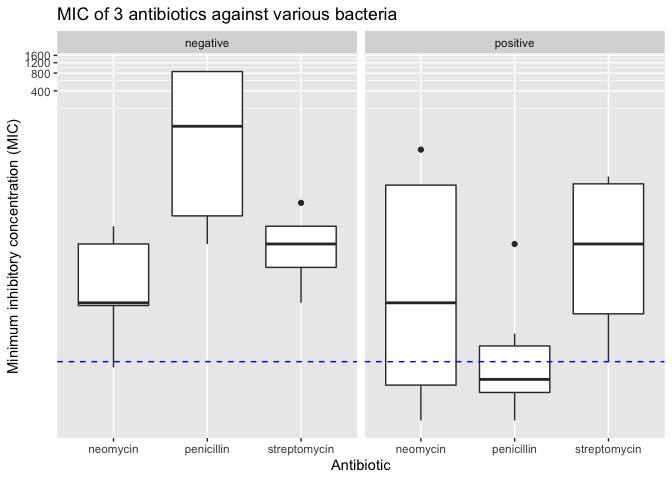 MIC of 3 antibiotics against various bacteria
negative positive
1600
1200
800
400
Minimum inhibitory concentration (MIC)
neomycin penicillin streptomycin neomycin penicillin streptomycin
Antibiotic